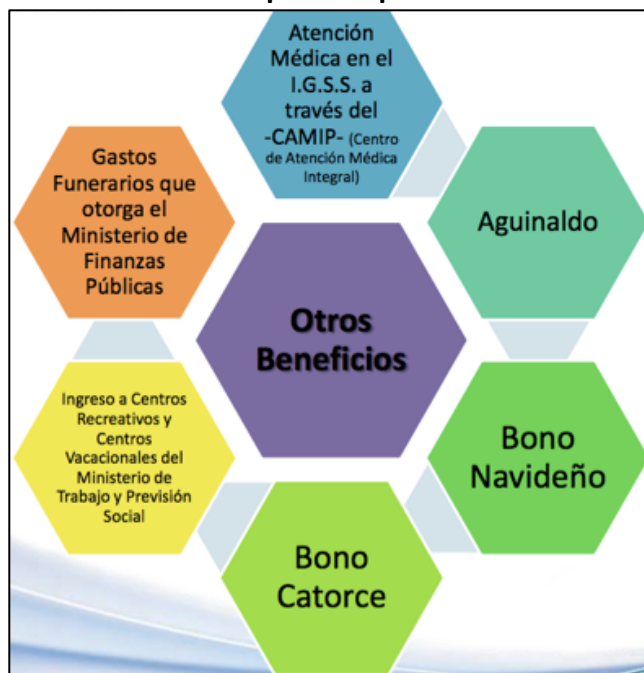 Atención
Médica en el
I.G.S.S. a
través del
-CAMIP- (Centro
de Atención Médica
Integral)
Aguinaldo
Bono
Navideño
Bono
Catorce
Ingreso a Centros
Recreativos y
Centros
Vacacionales del
Ministerio de
Trabajo y Previsión
Social
Gastos
Funerarios que
otorga el
Ministerio de
Finanzas
Públicas
Otros
Beneficios